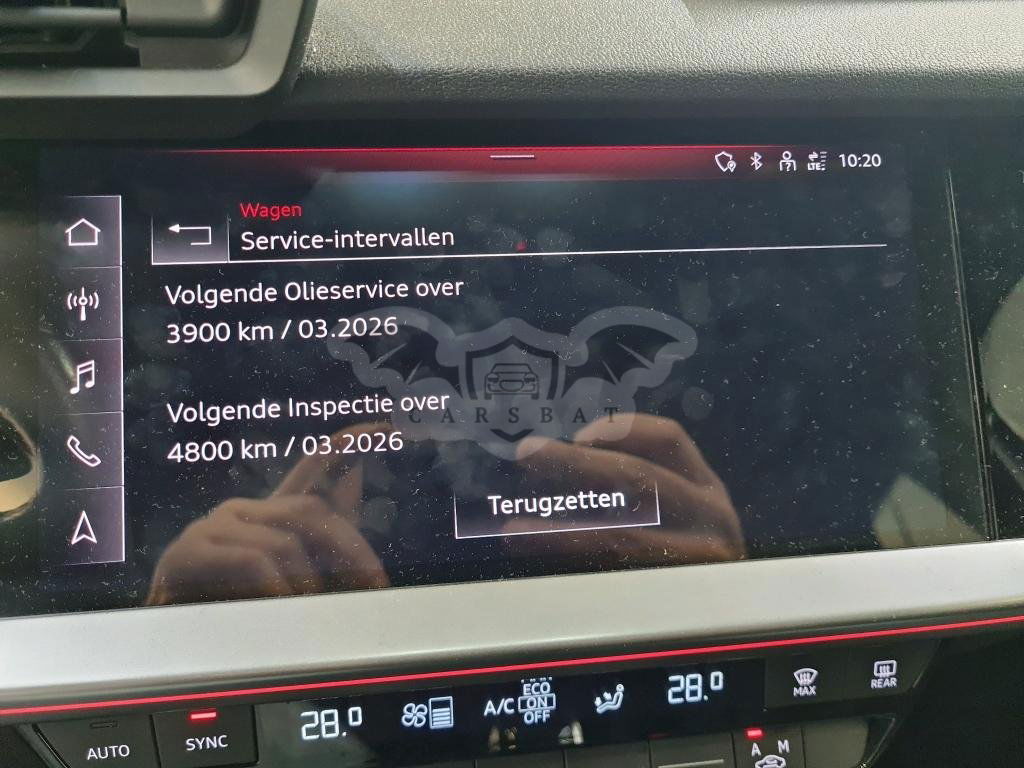 10:20
LTE
Wagen
Service-intervallen
Volgende Olieservice over
3900 km / 03.2026
CARSBAT
Volgende Inspectie over
4800 km / 03.2026
Terugzetten
28.0
A/C
ECO
ON
OFF
28.0
MAX
REAR
AUTO
SYNC
A M